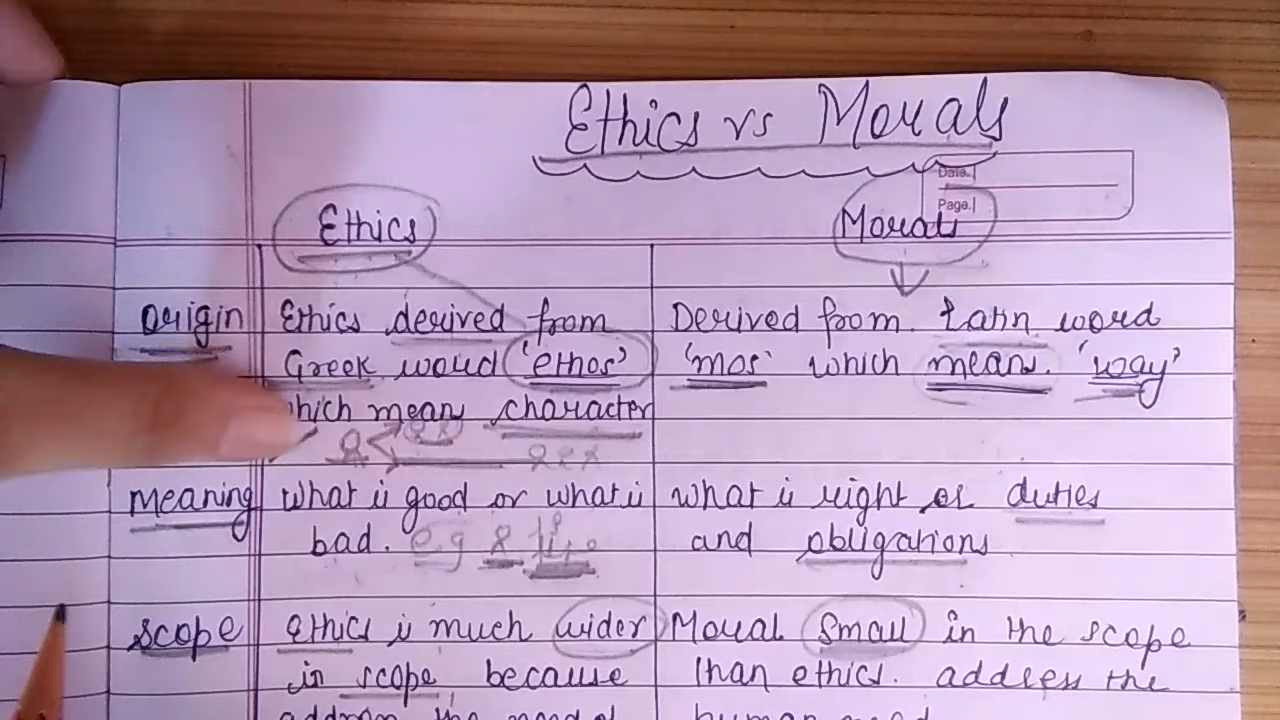 Ethics vs Morals
Date.
Page.
Ethics
Morals
Origin
Ethics derived from
Greek word 'ethos'
which mean character
Derived from Latin word
'mos' which mean 'way'
Meaning
what is good or what is
bad. e.g
what is right or duties
and obligations
scope
Ethics is much wider
in scope because
Moral small in the scope
than ethics. address the